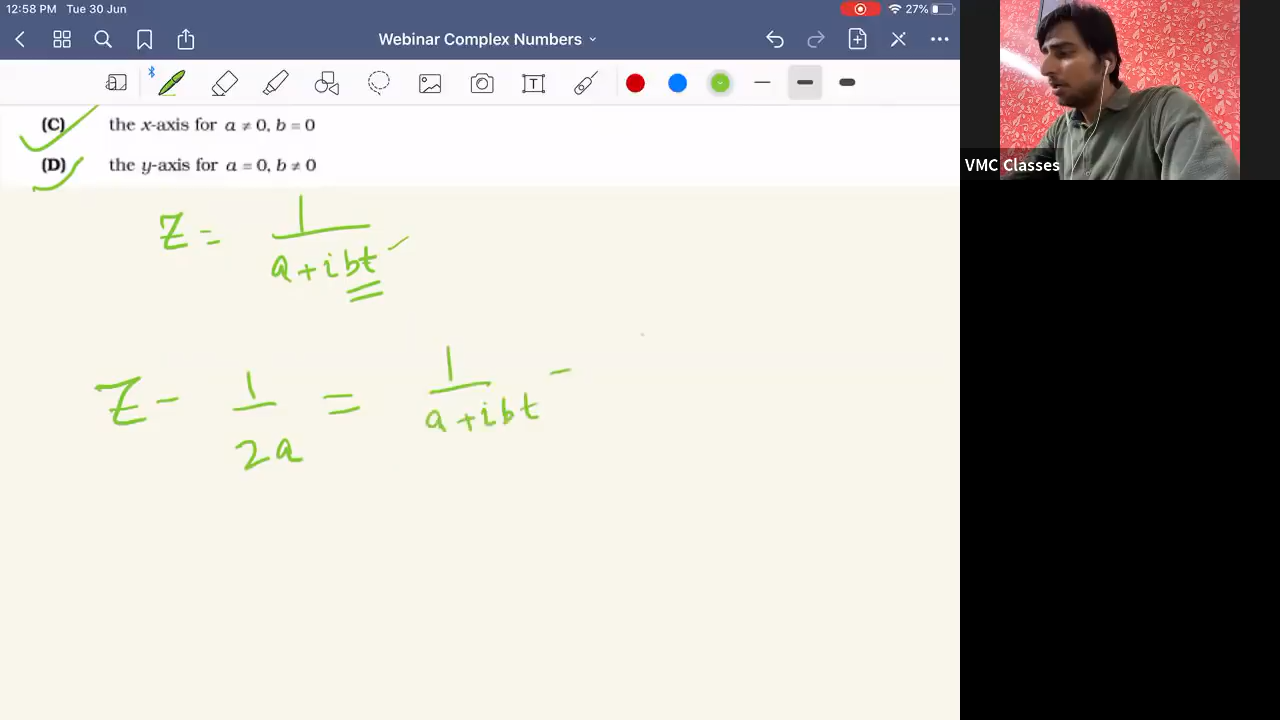 12:58 PM Tue 30 Jun
27%
Webinar Complex Numbers
T
(C) the x-axis for a ≠ 0, b = 0
(D) the y-axis for a = 0, b ≠ 0
VMC Classes
Z = 1/(a+ibt)
Z - 1/2a = 1/(a+ibt) -